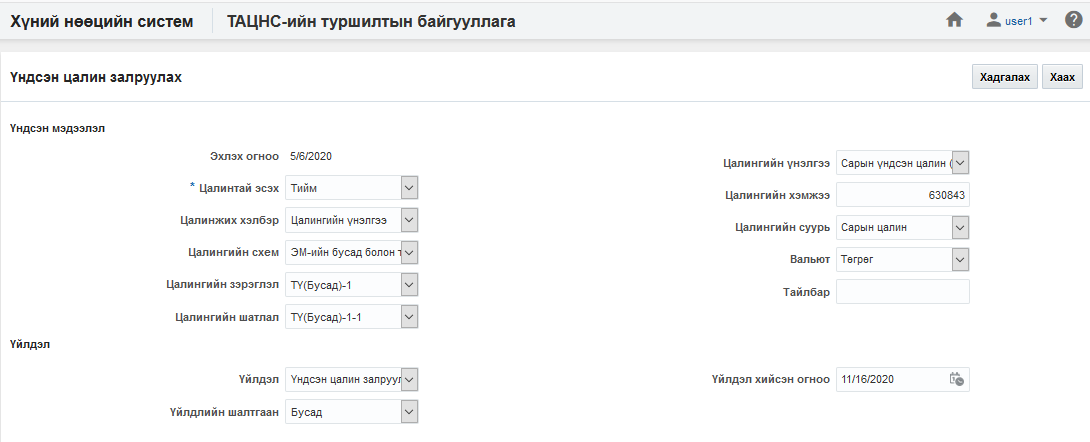 Хүний нөөцийн систем ТАЦНС-ийн туршилтын байгууллага user1
Үндсэн цалин залруулах Хадгалах Хаах
Үндсэн мэдээлэл
Эхлэх огноо 5/6/2020
* Цалинтай эсэх Тийм
Цалинжих хэлбэр Цалингийн үнэлгээ
Цалингийн схем ЭМ-ийн бусад болон т
Цалингийн зэрэглэл ТҮ(Бусад)-1
Цалингийн шатлал ТҮ(Бусад)-1-1
Цалингийн үнэлгээ Сарын үндсэн цалин (
Цалингийн хэмжээ 630843
Цалингийн суурь Сарын цалин
Вальют Төгрөг
Тайлбар
Үйлдэл
Үйлдэл Үндсэн цалин залруул
Үйлдлийн шалтгаан Бусад
Үйлдэл хийсэн огноо 11/16/2020